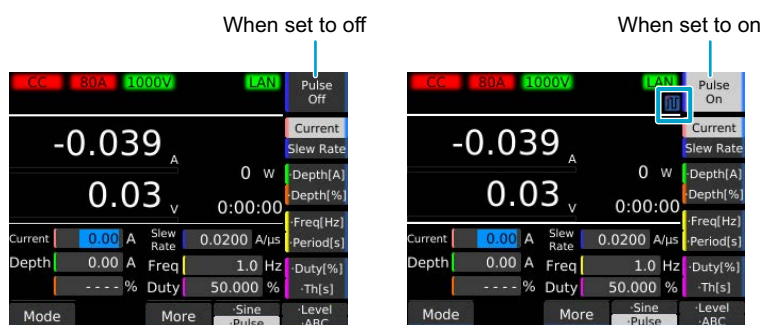 When set to off
When set to on
CC 80A 1000V LAN Pulse
Off
Current
-0.039 A
Slew Rate
0 W
·Depth[A]
·Depth[%]
0.03 V
0:00:00
·Freq[Hz]
·Period[s]
Current 0.00 A Slew Rate 0.0200 A/µs
Depth 0.00 A Freq 1.0 Hz
·Duty[%]
---- % Duty 50.000 %
·Th[s]
Mode More ·Sine
·Pulse
·Level
·ABC
CC 80A 1000V LAN Pulse
On
Current
-0.039 A
Slew Rate
0 W
·Depth[A]
·Depth[%]
0.03 V
0:00:00
·Freq[Hz]
·Period[s]
Current 0.00 A Slew Rate 0.0200 A/µs
Depth 0.00 A Freq 1.0 Hz
·Duty[%]
---- % Duty 50.000 %
·Th[s]
Mode More ·Sine
·Pulse
·Level
·ABC